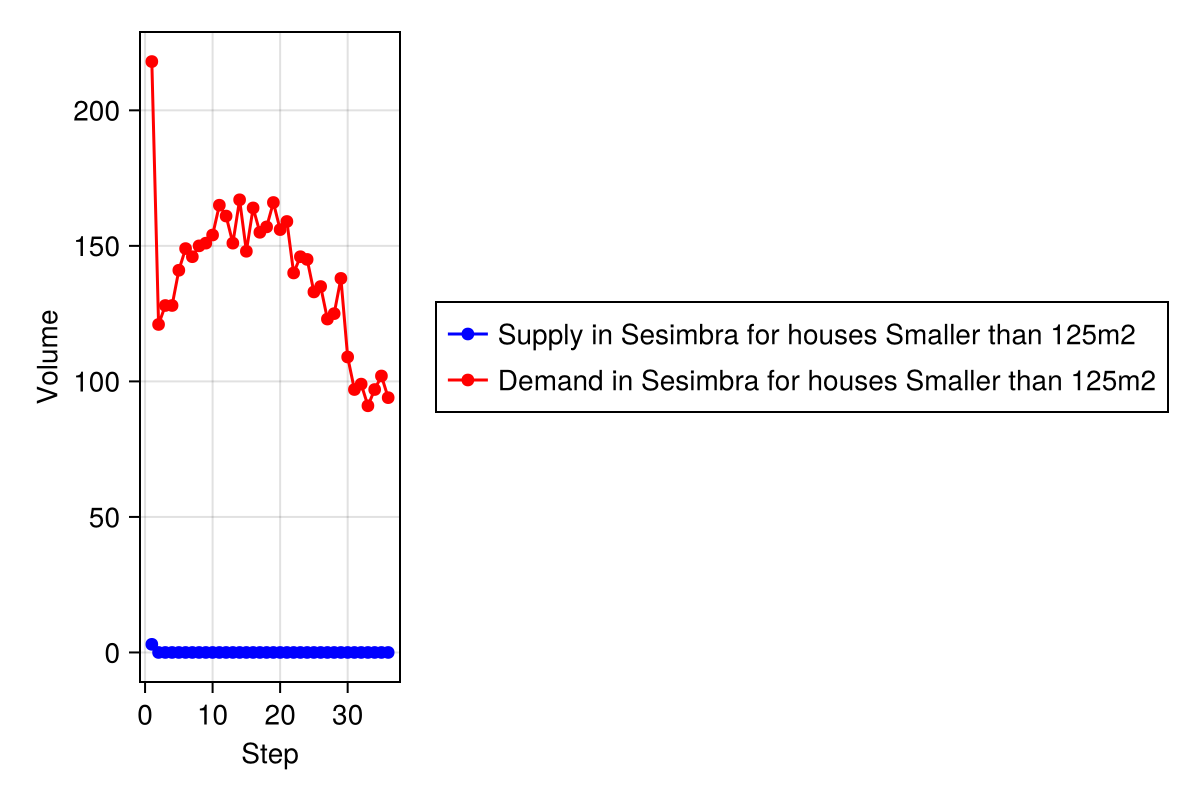 200
150
100
50
0
Volume
0 10 20 30
Step
Supply in Sesimbra for houses Smaller than 125m2
Demand in Sesimbra for houses Smaller than 125m2